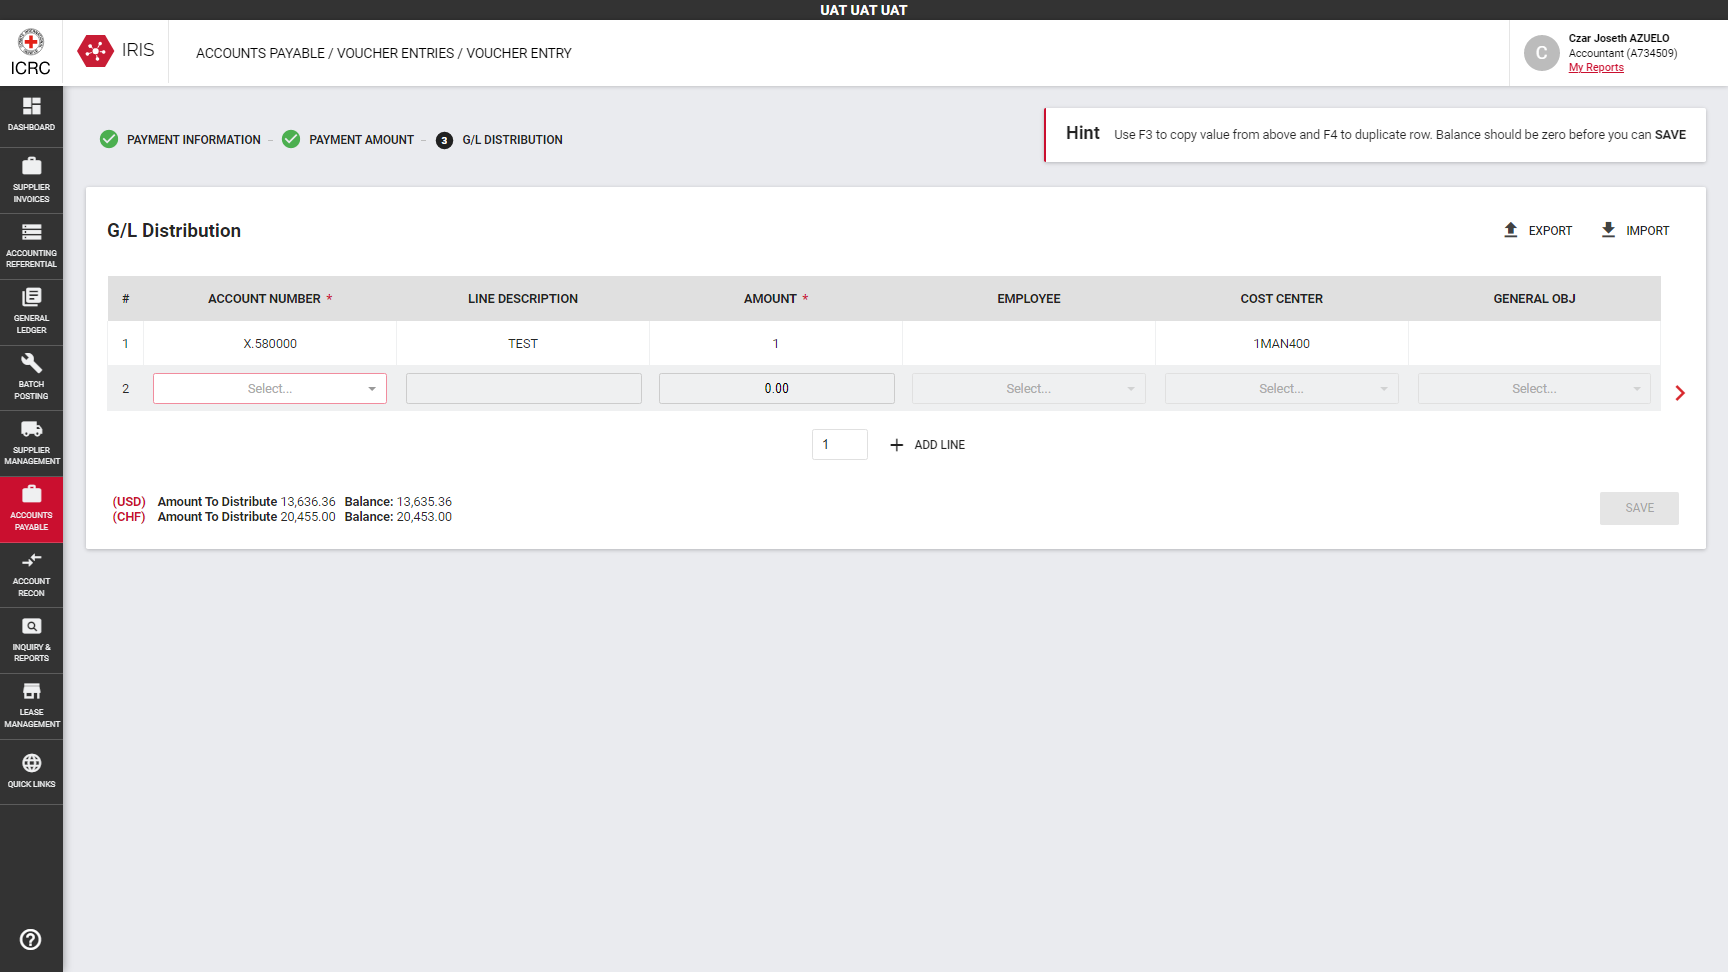 UAT UAT UAT
ICRC
IRIS
ACCOUNTS PAYABLE / VOUCHER ENTRIES / VOUCHER ENTRY
C
Czar Joseth AZUELO
Accountant (A734509)
My Reports
DASHBOARD
SUPPLIER
INVOICES
ACCOUNTING
REFERENTIAL
GENERAL
LEDGER
BATCH
POSTING
SUPPLIER
MANAGEMENT
ACCOUNTS
PAYABLE
ACCOUNT
RECON
INQUIRY &
REPORTS
LEASE
MANAGEMENT
QUICK LINKS
PAYMENT INFORMATION – PAYMENT AMOUNT – 3 G/L DISTRIBUTION
Hint Use F3 to copy value from above and F4 to duplicate row. Balance should be zero before you can SAVE
G/L Distribution
EXPORT IMPORT
# ACCOUNT NUMBER * LINE DESCRIPTION AMOUNT * EMPLOYEE COST CENTER GENERAL OBJ
1 X.580000 TEST 1 1MAN400
2 Select... 0.00 Select... Select... Select...
1 + ADD LINE
(USD) Amount To Distribute 13,636.36 Balance: 13,635.36
(CHF) Amount To Distribute 20,455.00 Balance: 20,453.00
SAVE